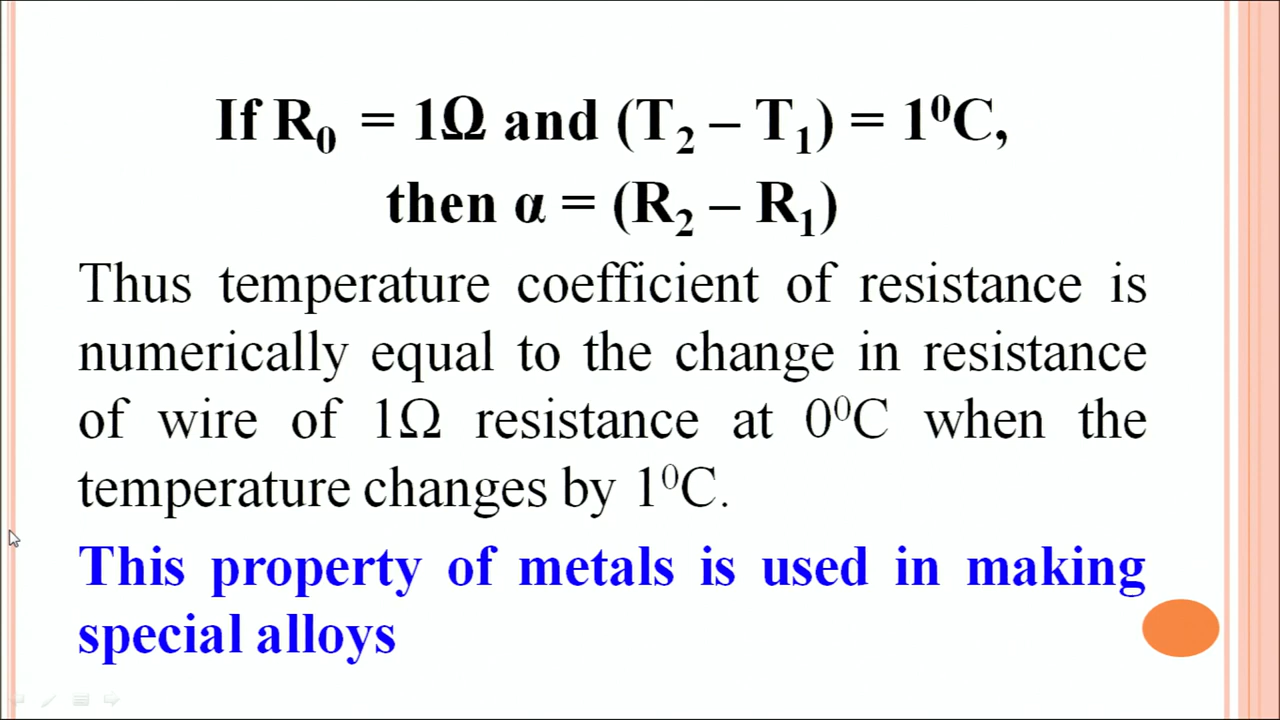 If R₀ = 1Ω and (T₂ – T₁) = 1⁰C,
then α = (R₂ – R₁)
Thus temperature coefficient of resistance is
numerically equal to the change in resistance
of wire of 1Ω resistance at 0⁰C when the
temperature changes by 1⁰C.
This property of metals is used in making
special alloys